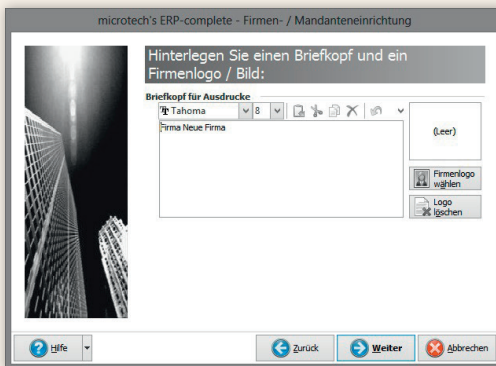 microtech's ERP-complete - Firmen- / Mandanteneinrichtung
Hinterlegen Sie einen Briefkopf und ein
Firmenlogo / Bild:
Briefkopf für Ausdrucke
Tahoma 8
Firma Neue Firma
(Leer)
Firmenlogo
wählen
Logo
löschen
Hilfe Zurück Weiter Abbrechen